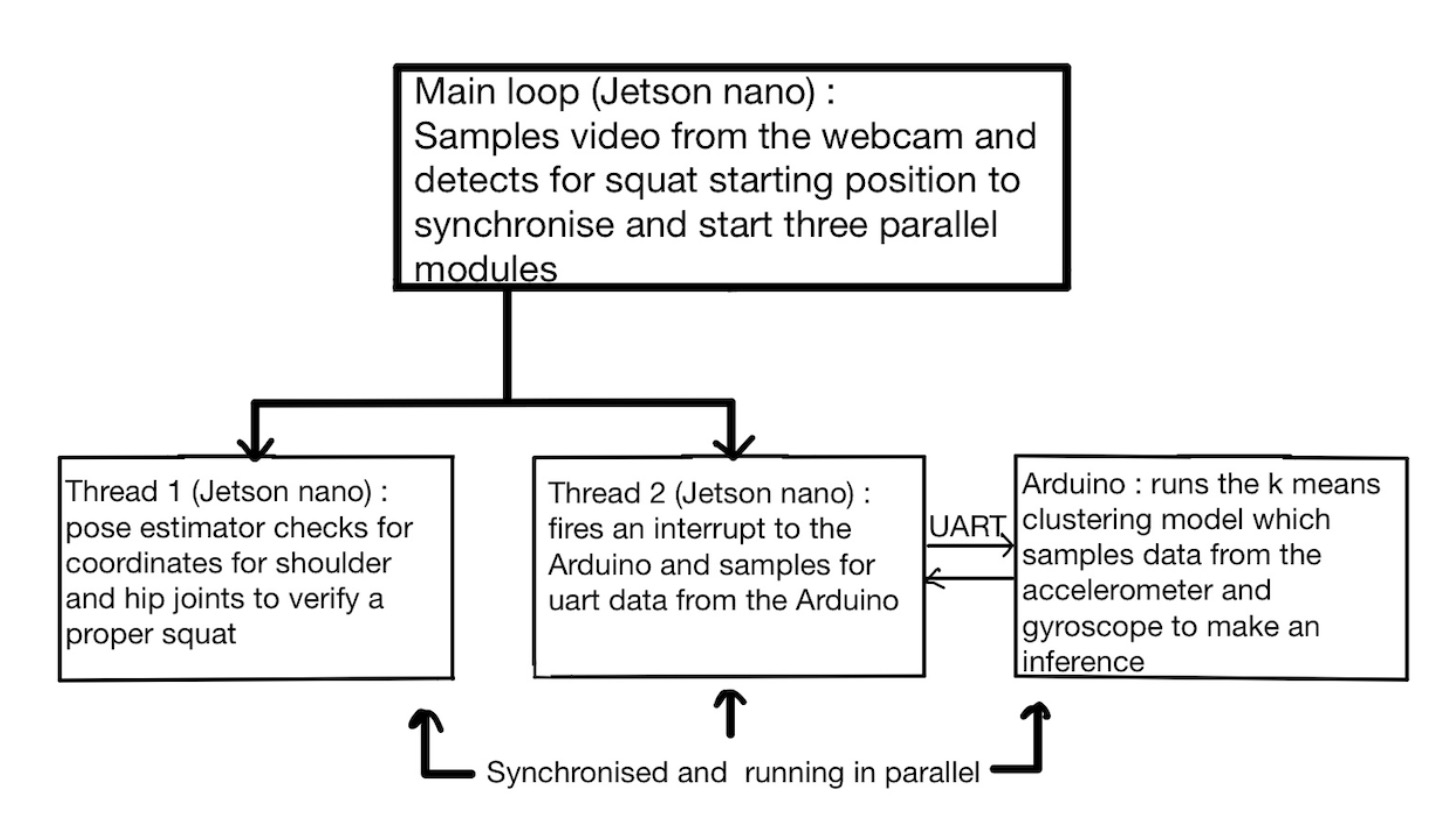 Main loop (Jetson nano) :
Samples video from the webcam and
detects for squat starting position to
synchronise and start three parallel
modules
Thread 1 (Jetson nano) :
pose estimator checks for
coordinates for shoulder
and hip joints to verify a
proper squat
Thread 2 (Jetson nano) :
fires an interrupt to the
Arduino and samples for
uart data from the Arduino
UART
Arduino : runs the k means
clustering model which
samples data from the
accelerometer and
gyroscope to make an
inference
Synchronised and running in parallel